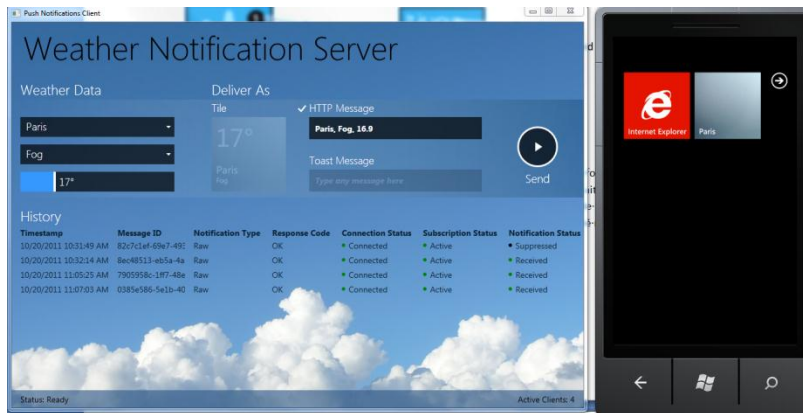 Push Notifications Client
Weather Notification Server
Weather Data
Deliver As
Tile
HTTP Message
Paris
Paris, Fog, 16.9
17°
Fog
Toast Message
Paris
Fog
Type any message here
17°
Send
History
Timestamp Message ID Notification Type Response Code Connection Status Subscription Status Notification Status
10/20/2011 10:31:49 AM 82c7c1ef-69e7-491 Raw OK Connected Active Suppressed
10/20/2011 10:32:14 AM 8ec48513-eb5a-4a Raw OK Connected Active Received
10/20/2011 11:05:25 AM 7905958c-1ff7-48e Raw OK Connected Active Received
10/20/2011 11:07:03 AM 0385e586-5e1b-40 Raw OK Connected Active Received
Status: Ready
Active Clients: 4
Internet Explorer
Paris